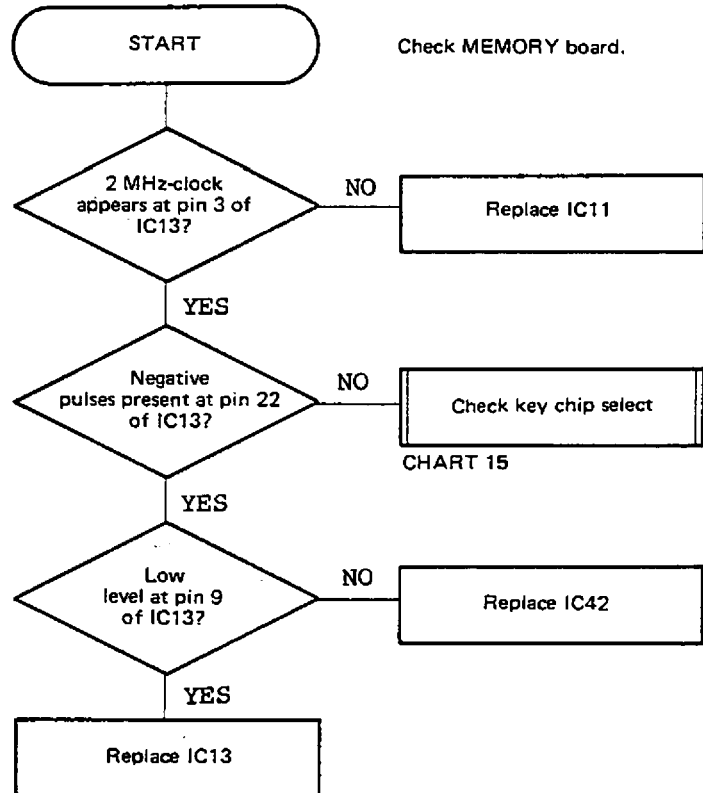 START
Check MEMORY board.
2 MHz-clock
appears at pin 3 of
IC13?
NO
Replace IC11
YES
Negative
pulses present at pin 22
of IC13?
NO
Check key chip select
CHART 15
YES
Low
level at pin 9
of IC13?
NO
Replace IC42
YES
Replace IC13